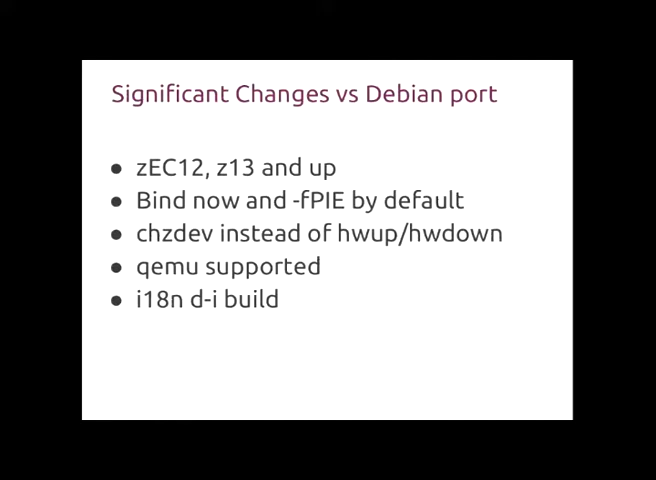 Significant Changes vs Debian port
● zEC12, z13 and up
● Bind now and -fPIE by default
● chzdev instead of hwup/hwdown
● qemu supported
● i18n d-i build